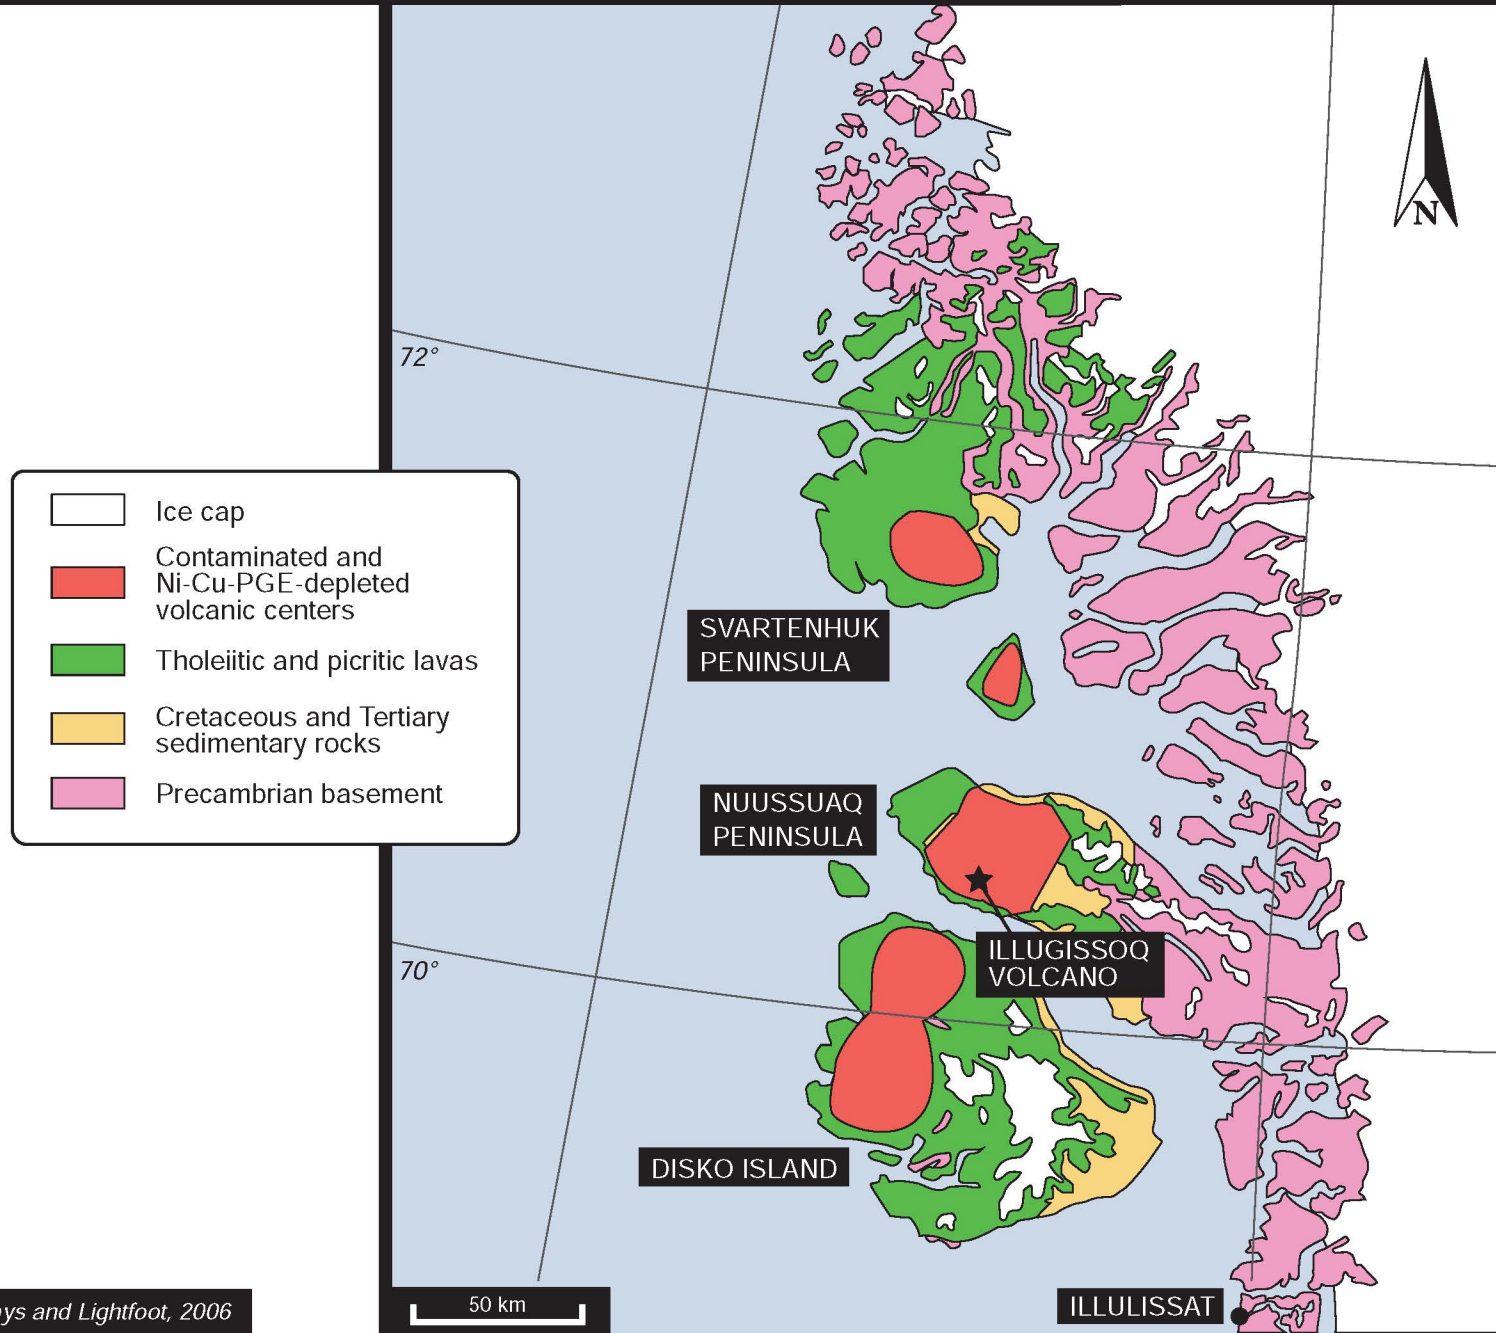 N
72°
Ice cap
Contaminated and
Ni-Cu-PGE-depleted
volcanic centers
Tholeiitic and picritic lavas
Cretaceous and Tertiary
sedimentary rocks
Precambrian basement
SVARTENHUK
PENINSULA
NUUSSUAQ
PENINSULA
ILLUGISSOQ
VOLCANO
70°
DISKO ISLAND
50 km
ILLULISSAT
and Lightfoot, 2006